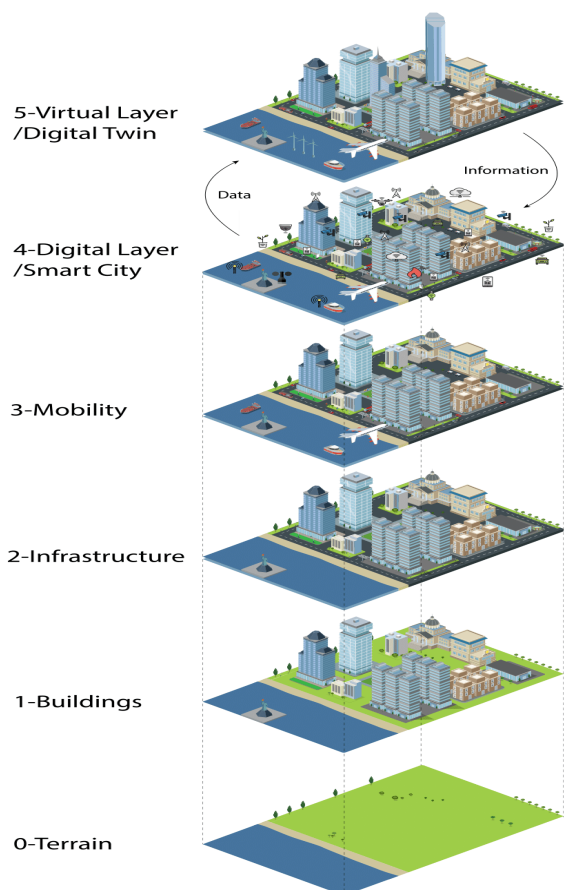 5-Virtual Layer
/Digital Twin
Data
Information
4-Digital Layer
/Smart City
3-Mobility
2-Infrastructure
1-Buildings
0-Terrain